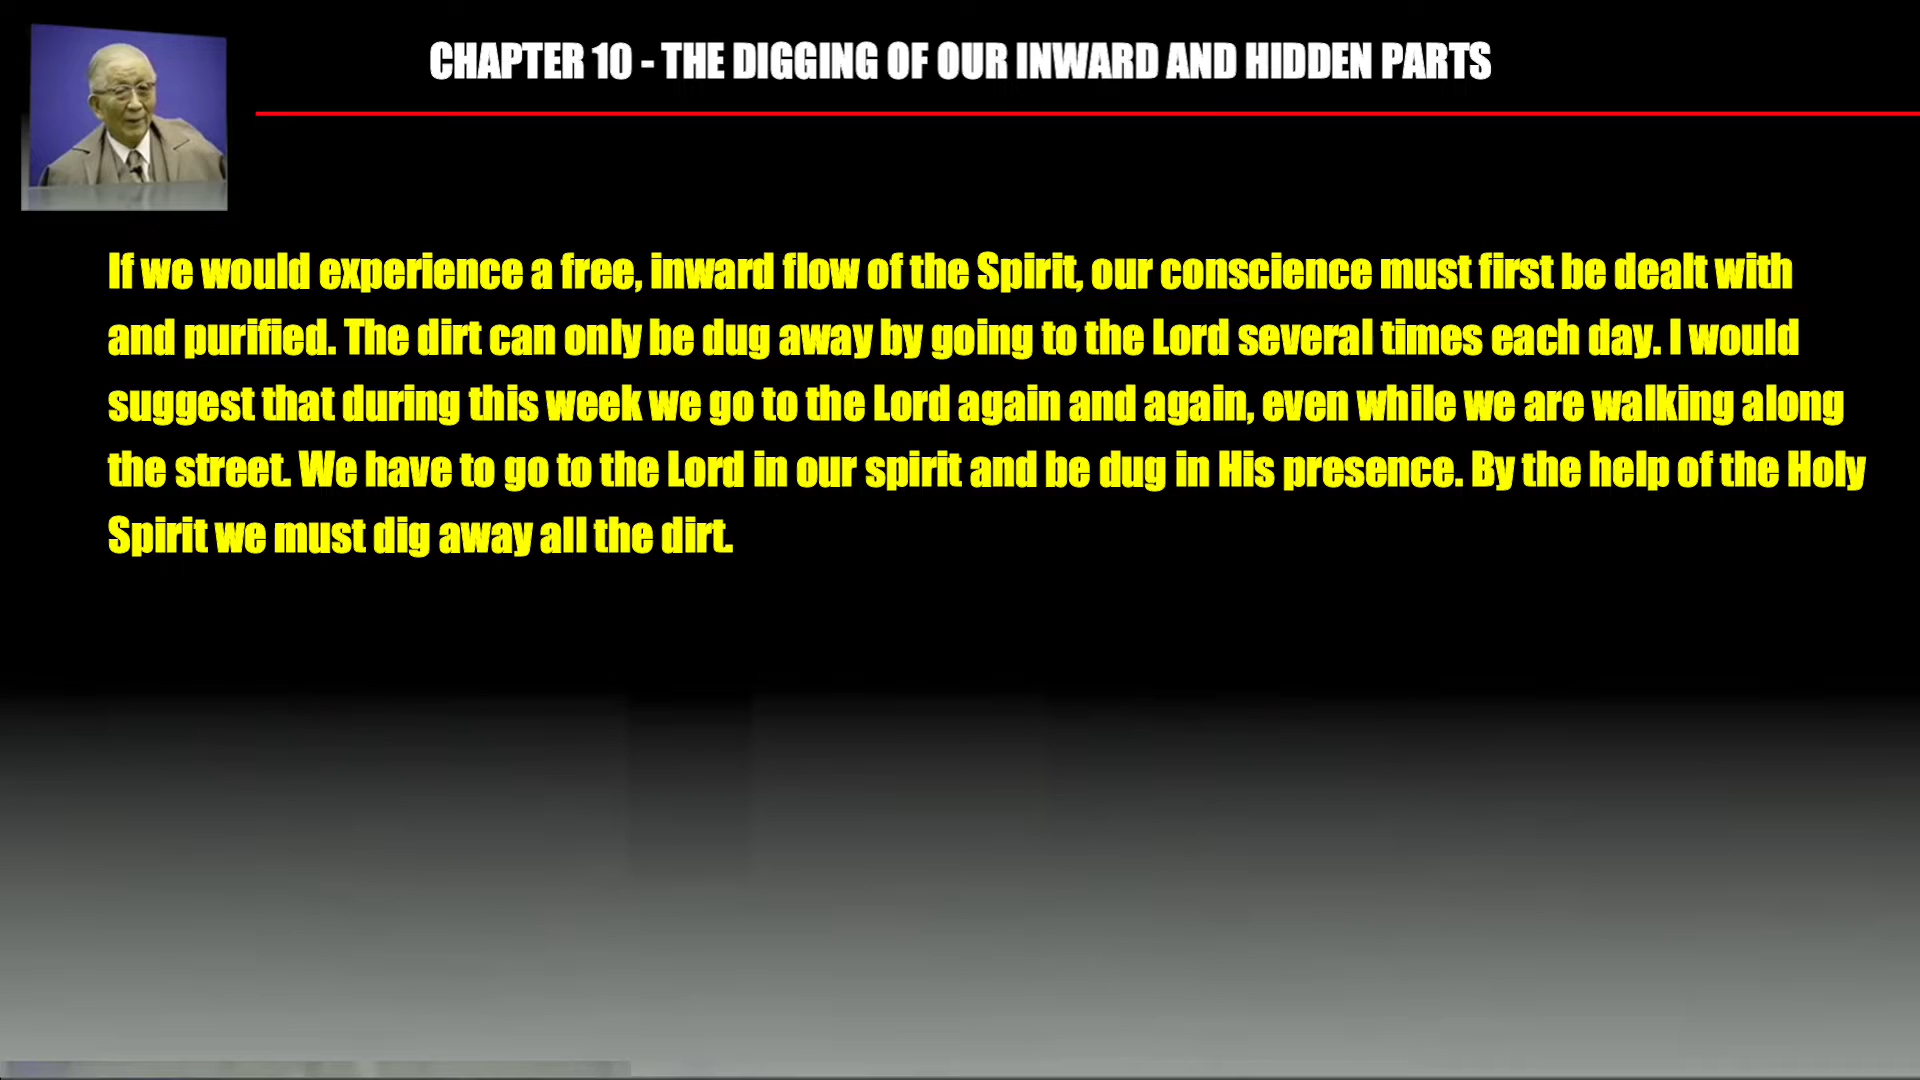 CHAPTER 10 - THE DIGGING OF OUR INWARD AND HIDDEN PARTS
If we would experience a free, inward flow of the Spirit, our conscience must first be dealt with
and purified. The dirt can only be dug away by going to the Lord several times each day. I would
suggest that during this week we go to the Lord again and again, even while we are walking along
the street. We have to go to the Lord in our spirit and be dug in His presence. By the help of the Holy
Spirit we must dig away all the dirt.